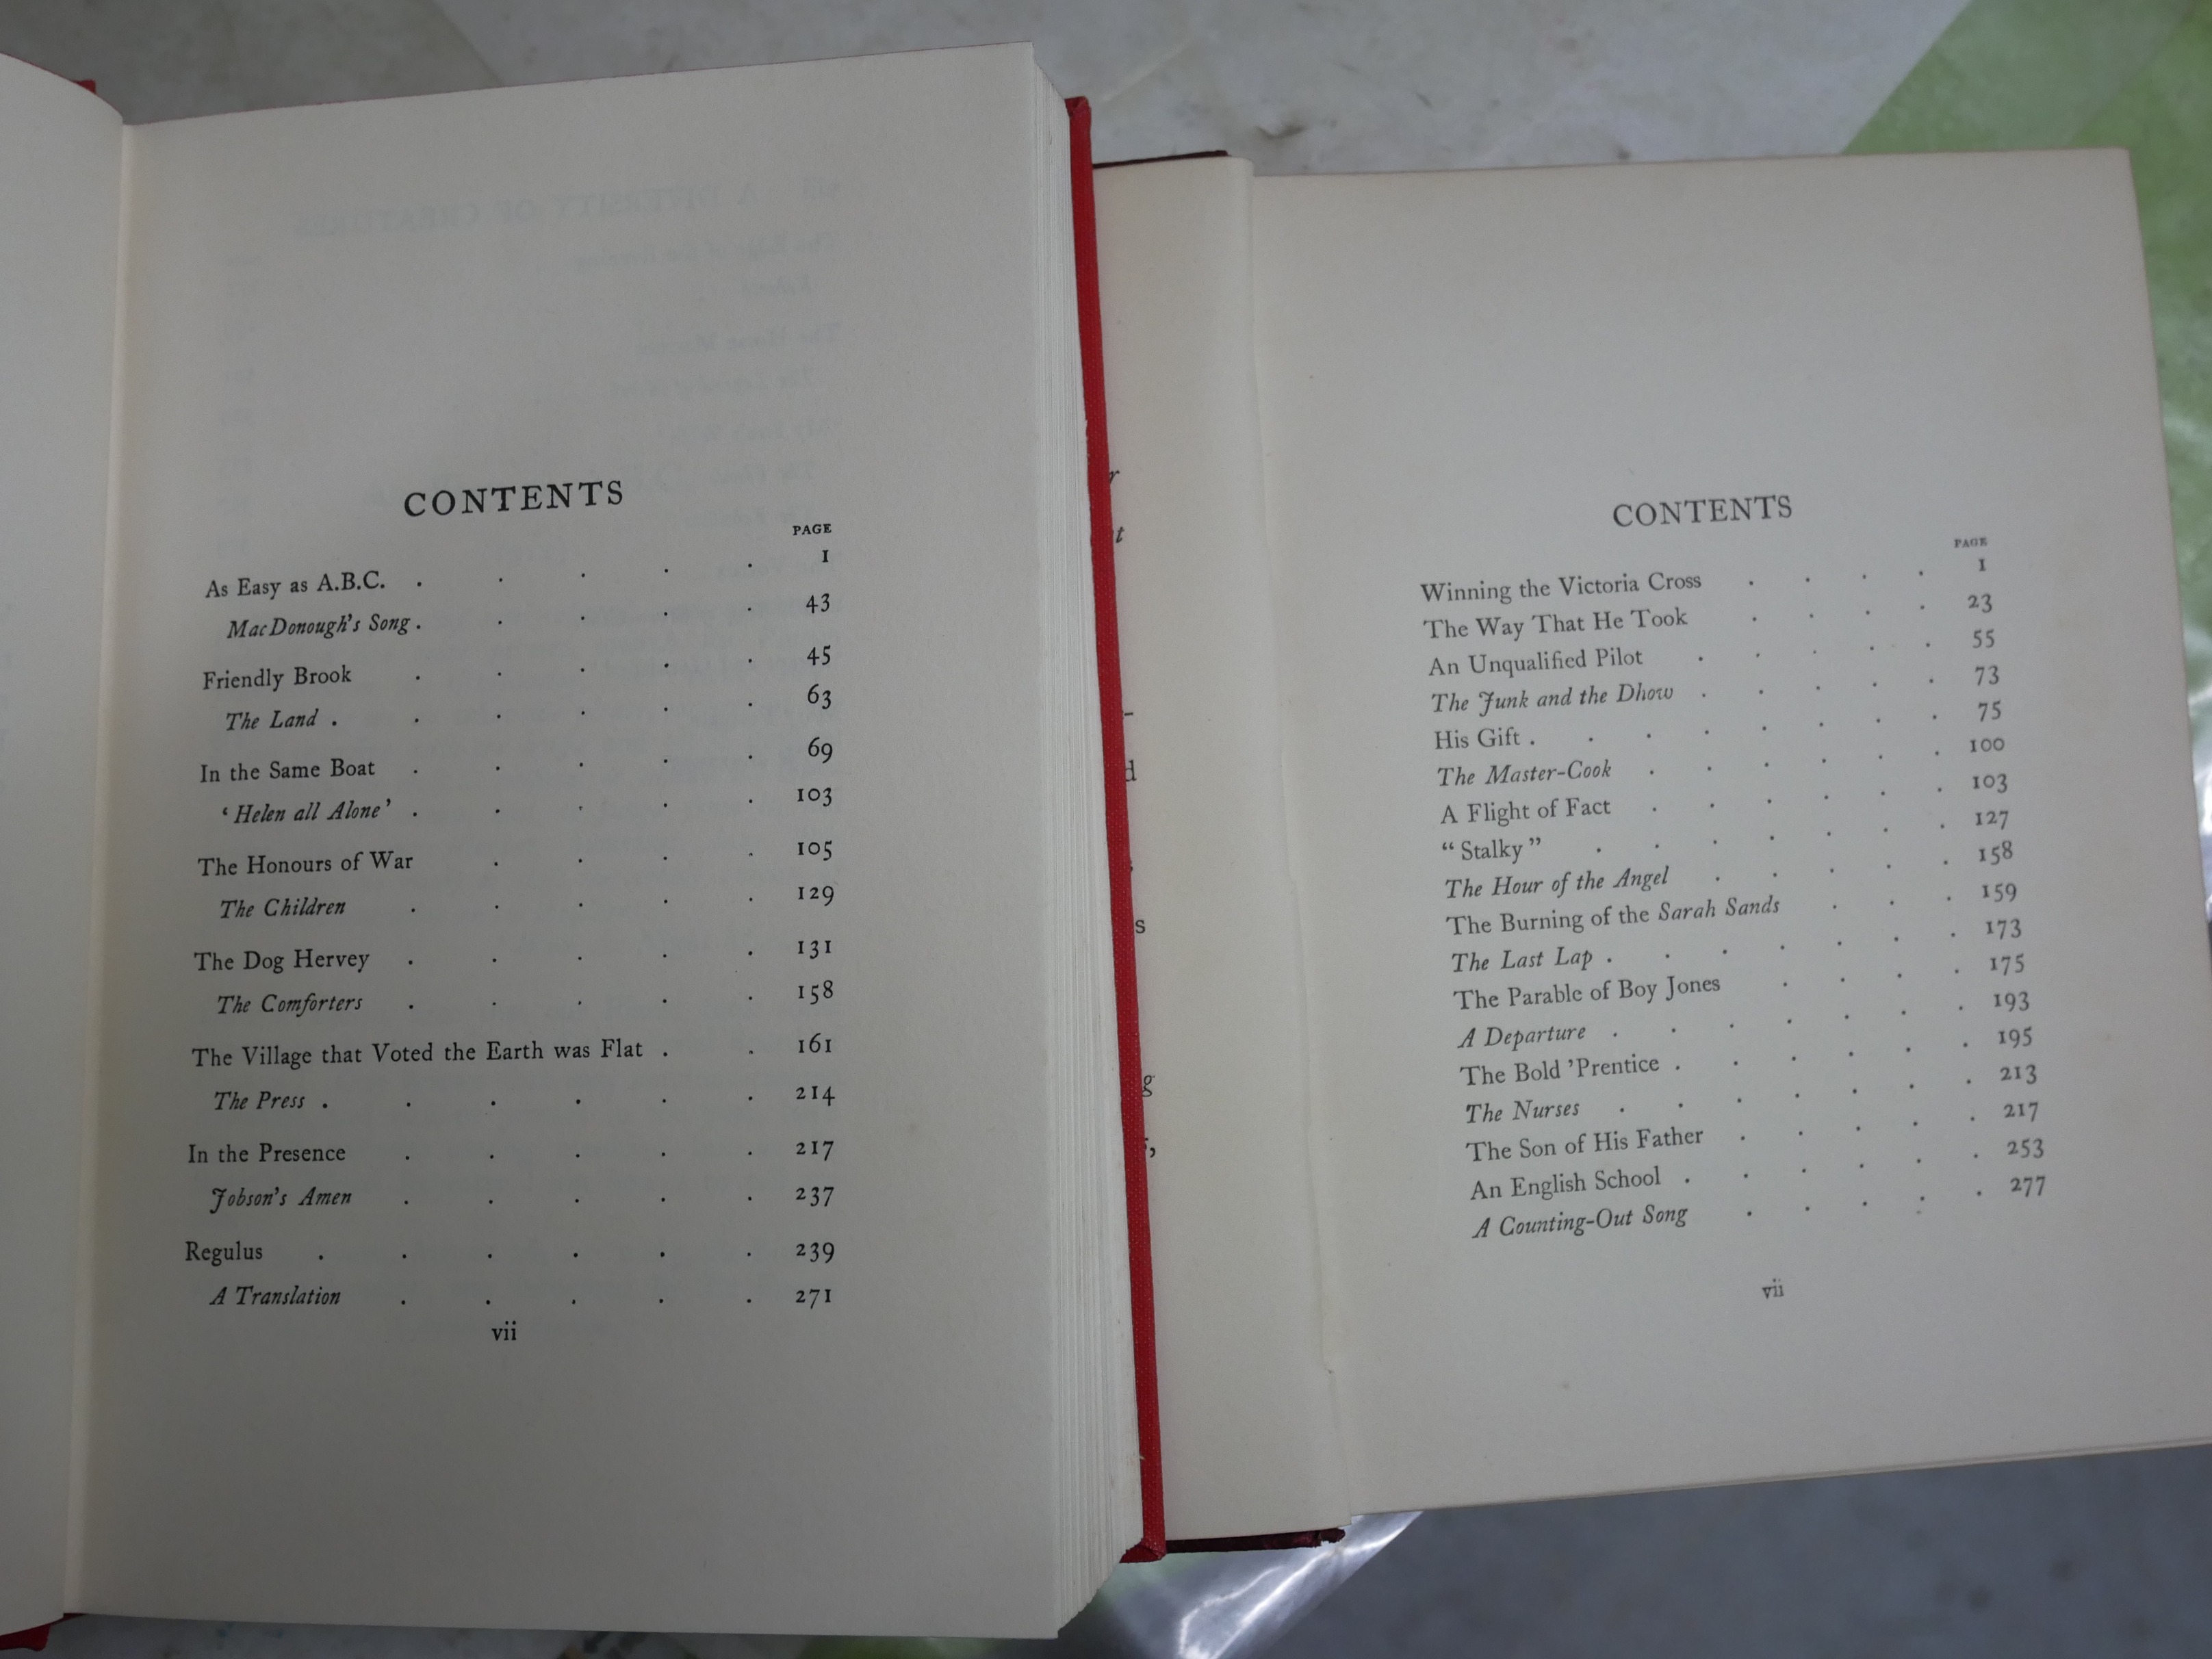 CONTENTS
PAGE
As Easy as A.B.C. . . . . . 1
MacDonough's Song . . . . . 43
Friendly Brook . . . . . 45
The Land . . . . . . 63
In the Same Boat . . . . . 69
‘Helen all Alone’ . . . . . 103
The Honours of War . . . . 105
The Children . . . . . 129
The Dog Hervey . . . . . 131
The Comforters . . . . . 158
The Village that Voted the Earth was Flat . . 161
The Press . . . . . . 214
In the Presence . . . . . 217
Jobson's Amen . . . . . 237
Regulus . . . . . . 239
A Translation . . . . . 271
vii
CONTENTS
PAGE
Winning the Victoria Cross . . . . 1
The Way That He Took . . . . 23
An Unqualified Pilot . . . . . 55
The Junk and the Dhow . . . . . 73
His Gift . . . . . . . . 75
The Master-Cook . . . . . . 100
A Flight of Fact . . . . . . 103
“Stalky” . . . . . . . 127
The Hour of the Angel . . . . . 158
The Burning of the Sarah Sands . . . 159
The Last Lap . . . . . . . 173
The Parable of Boy Jones . . . . 175
A Departure . . . . . . . 193
The Bold ’Prentice . . . . . . 195
The Nurses . . . . . . . 213
The Son of His Father . . . . . 217
An English School . . . . . . 253
A Counting-Out Song . . . . . 277
vii